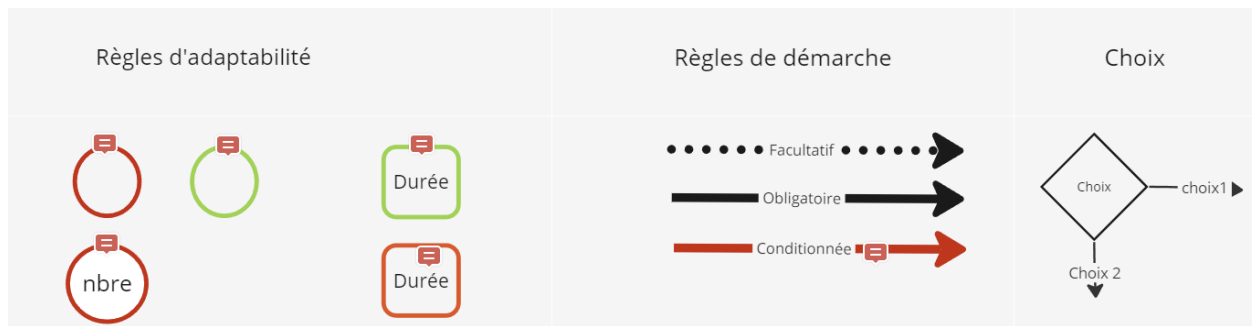 Règles d'adaptabilité
Règles de démarche
Choix
Durée
nbre
Durée
Facultatif
Obligatoire
Conditionnée
Choix
choix1
Choix 2